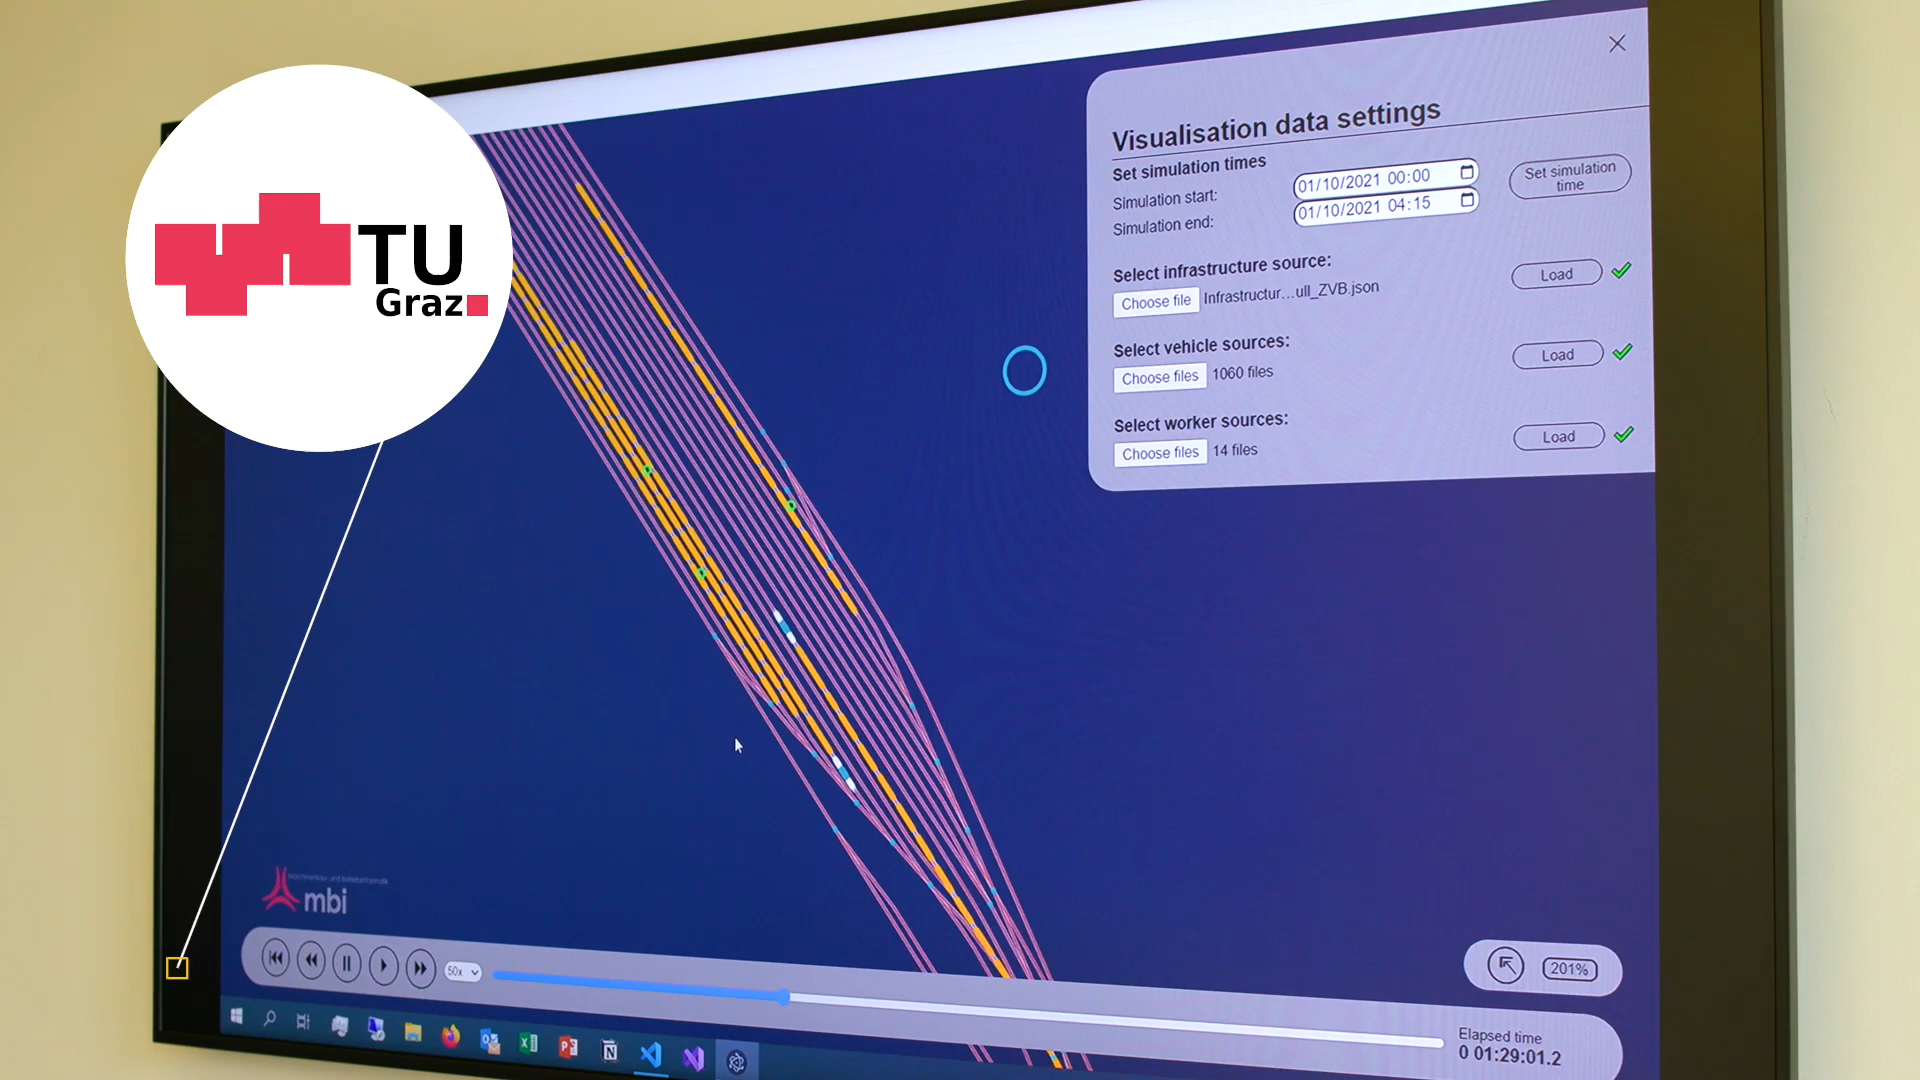 TU
Graz
Visualisation data settings
Set simulation times
Simulation start:
01/10/2021 00:00
Set simulation
time
Simulation end:
01/10/2021 04:15
Select infrastructure source:
Choose file
Infrastructur...ull_ZVB.json
Load
Select vehicle sources:
Choose files
1060 files
Load
Select worker sources:
Choose files
14 files
Load
mbi
50x
201%
Elapsed time
0 01:29:01.2